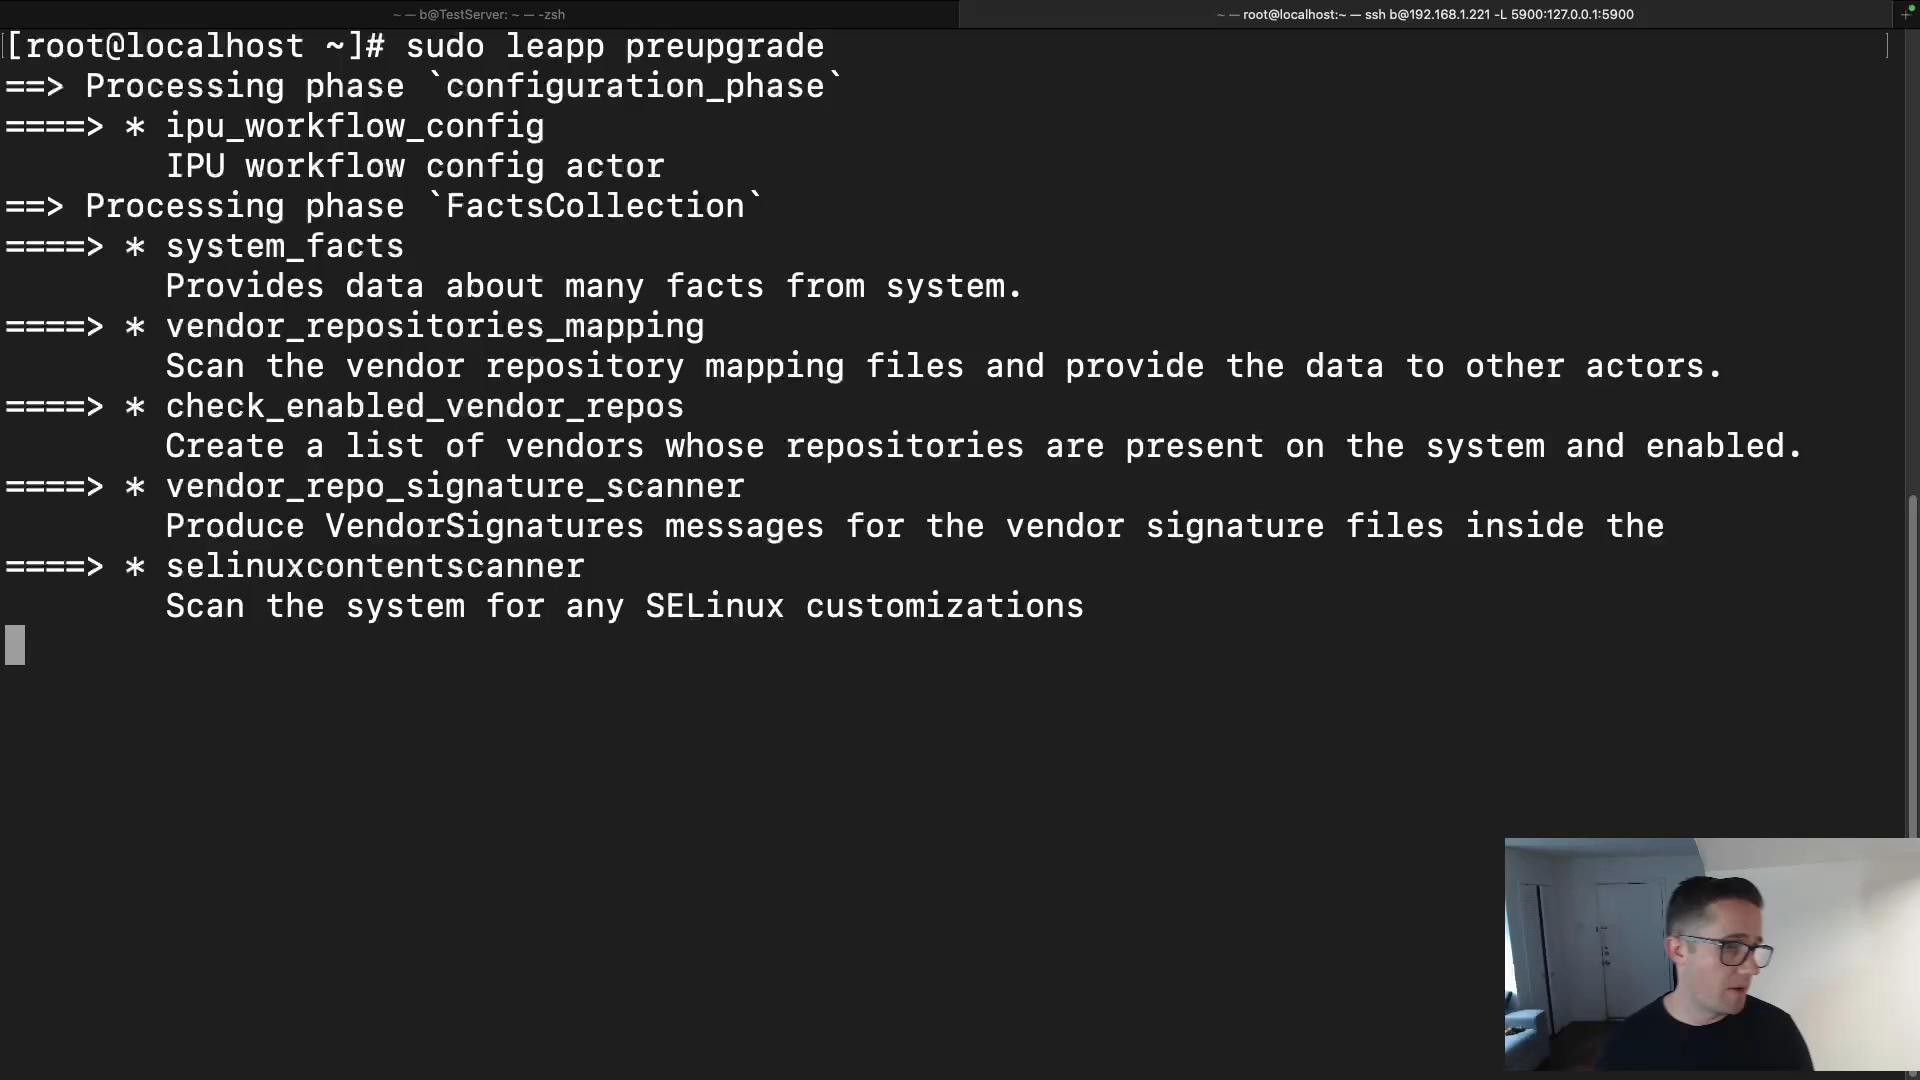 ~ — b@TestServer: ~ — -zsh
~ — root@localhost:~ — ssh b@192.168.1.221 -L 5900:127.0.0.1:5900
[root@localhost ~]# sudo leapp preupgrade ]
==> Processing phase `configuration_phase`
====> * ipu_workflow_config
IPU workflow config actor
==> Processing phase `FactsCollection`
====> * system_facts
Provides data about many facts from system.
====> * vendor_repositories_mapping
Scan the vendor repository mapping files and provide the data to other actors.
====> * check_enabled_vendor_repos
Create a list of vendors whose repositories are present on the system and enabled.
====> * vendor_repo_signature_scanner
Produce VendorSignatures messages for the vendor signature files inside the
====> * selinuxcontentscanner
Scan the system for any SELinux customizations